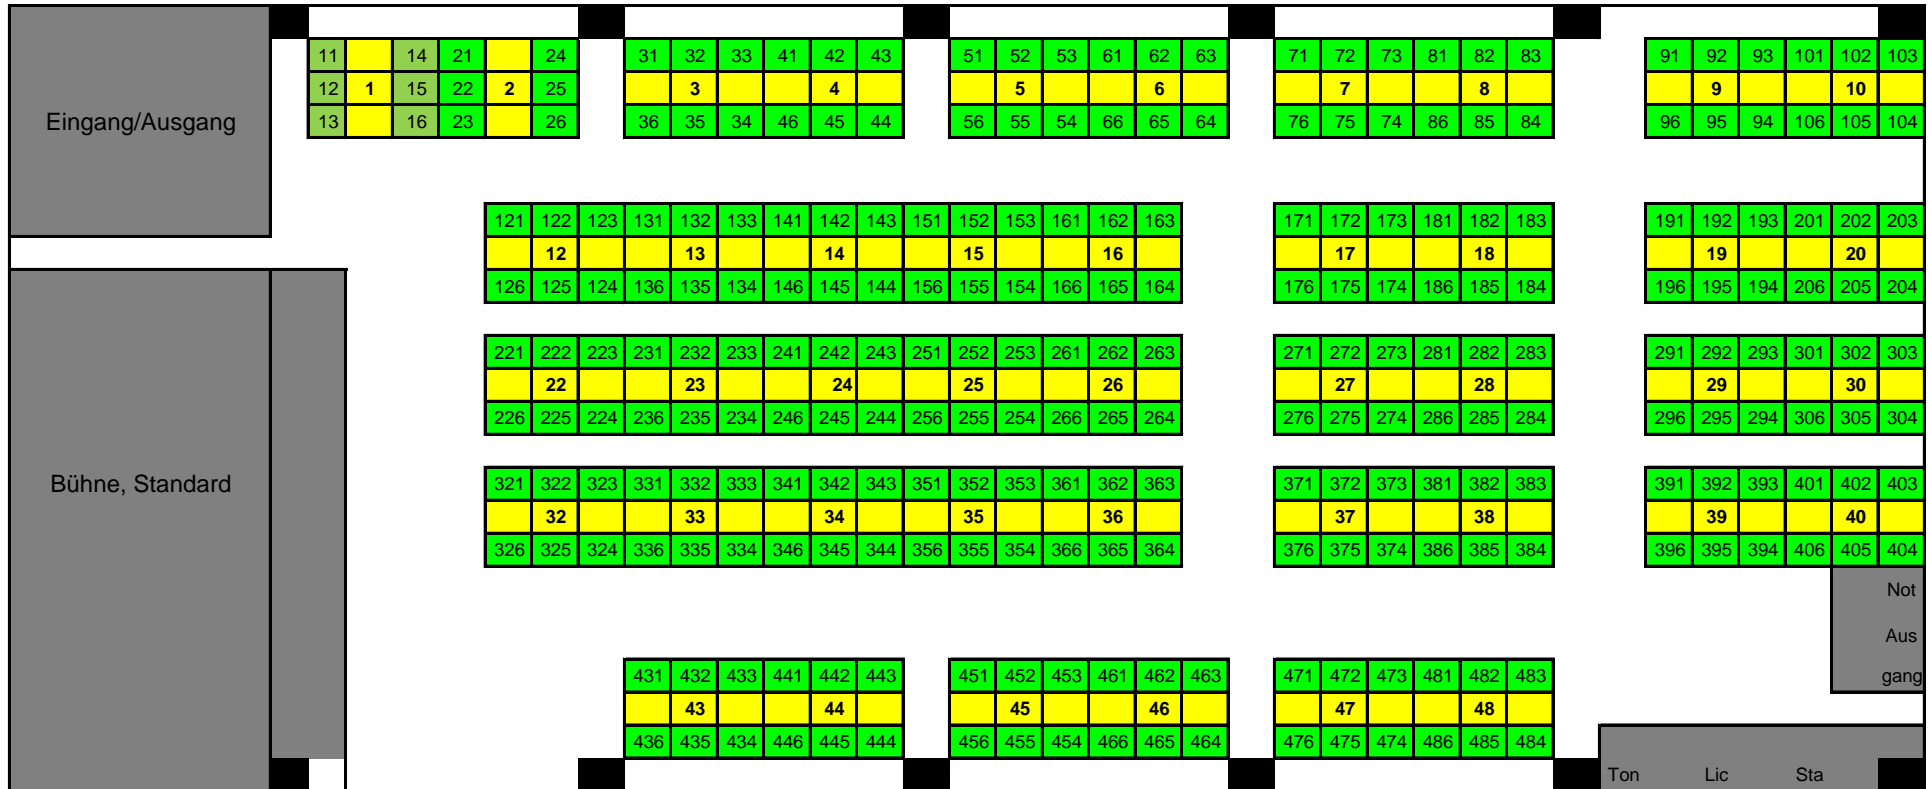 11 14 21 24 31 32 33 41 42 43 51 52 53 61 62 63 71 72 73 81 82 83 91 92 93 101 102 103
12 1 15 22 2 25 3 4 5 6 7 8 9 10
Eingang/Ausgang
13 16 23 26 36 35 34 46 45 44 56 55 54 66 65 64 76 75 74 86 85 84 96 95 94 106 105 104
121 122 123 131 132 133 141 142 143 151 152 153 161 162 163 171 172 173 181 182 183 191 192 193 201 202 203
12 13 14 15 16 17 18 19 20
126 125 124 136 135 134 146 145 144 156 155 154 166 165 164 176 175 174 186 185 184 196 195 194 206 205 204
221 222 223 231 232 233 241 242 243 251 252 253 261 262 263 271 272 273 281 282 283 291 292 293 301 302 303
22 23 24 25 26 27 28 29 30
226 225 224 236 235 234 246 245 244 256 255 254 266 265 264 276 275 274 286 285 284 296 295 294 306 305 304
Bühne, Standard
321 322 323 331 332 333 341 342 343 351 352 353 361 362 363 371 372 373 381 382 383 391 392 393 401 402 403
32 33 34 35 36 37 38 39 40
326 325 324 336 335 334 346 345 344 356 355 354 366 365 364 376 375 374 386 385 384 396 395 394 406 405 404
Not
Aus
gang
431 432 433 441 442 443 451 452 453 461 462 463 471 472 473 481 482 483
43 44 45 46 47 48
436 435 434 446 445 444 456 455 454 466 465 464 476 475 474 486 485 484
Ton Lic Sta